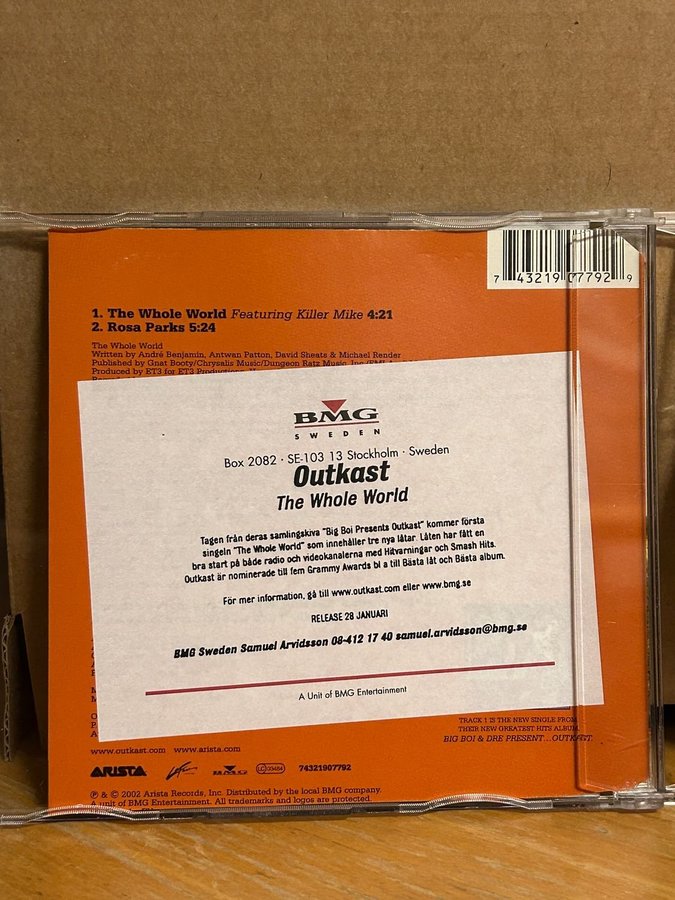 7 43219 07792 9
1. The Whole World Featuring Killer Mike 4:21
2. Rosa Parks 5:24
The Whole World
Written by André Benjamin, Antwan Patton, David Sheats & Michael Render
Published by Gnat Booty/Chrysalis Music/Dungeon Ratz Music, Inc./EMI
Produced by ET3 for ET3 Productions
BMG
SWEDEN
Box 2082 · SE-103 13 Stockholm · Sweden
Outkast
The Whole World
Tagen från deras samlingskiva "Big Boi Presents Outkast" kommer första
singeln "The Whole World" som innehåller tre nya låtar. Låten har fått en
bra start på både radio och videokanalerna med Hitvarningar och Smash Hits.
Outkast är nominerade till fem Grammy Awards bl a till Bästa låt och Bästa album.
För mer information, gå till www.outkast.com eller www.bmg.se
RELEASE 28 JANUARI
BMG Sweden Samuel Arvidsson 08-412 17 40 samuel.arvidsson@bmg.se
A Unit of BMG Entertainment
TRACK 1 IS THE NEW SINGLE FROM
THEIR NEW GREATEST HITS ALBUM
BIG BOI & DRE PRESENT...OUTKAST.
www.outkast.com www.arista.com
ARISTA LaFace BMG LC 03484 74321907792
℗ & © 2002 Arista Records, Inc. Distributed by the local BMG company.
A unit of BMG Entertainment. All trademarks and logos are protected.